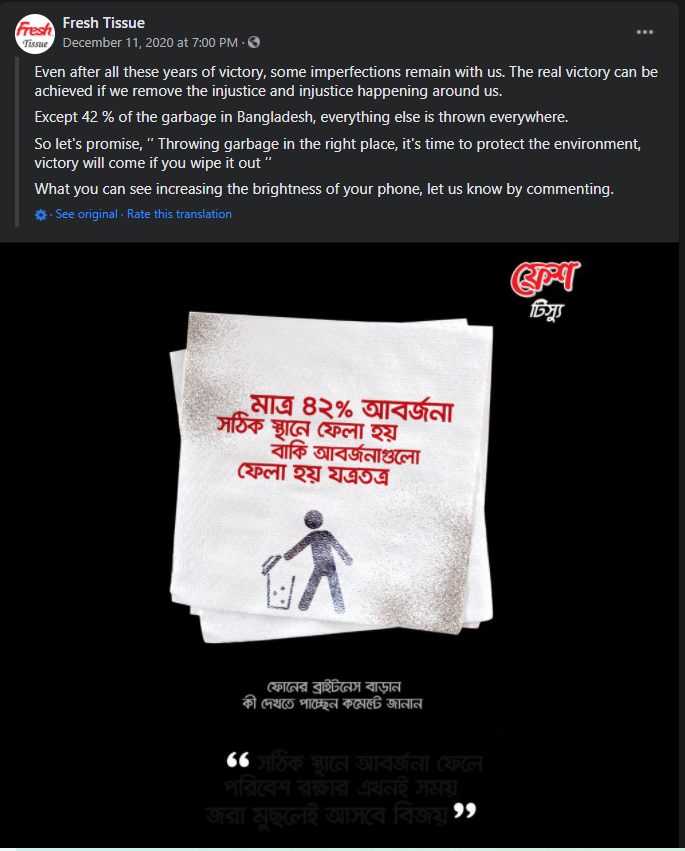 Fresh Tissue
December 11, 2020 at 7:00 PM ·
Even after all these years of victory, some imperfections remain with us. The real victory can be
achieved if we remove the injustice and injustice happening around us.
Except 42 % of the garbage in Bangladesh, everything else is thrown everywhere.
So let's promise, ′′ Throwing garbage in the right place, it's time to protect the environment,
victory will come if you wipe it out ′′
What you can see increasing the brightness of your phone, let us know by commenting.
· See original · Rate this translation
Fresh
Tissue
ফ্রেশ
টিস্যু
মাত্র ৪২% আবর্জনা
সঠিক স্থানে ফেলা হয়
বাকি আবর্জনাগুলো
ফেলা হয় যত্রতত্র
ফোনের ব্রাইটনেস বাড়ান
কী দেখতে পাচ্ছেন কমেন্টে জানান
“ সঠিক স্থানে আবর্জনা ফেলে
পরিবেশ রক্ষার এখনই সময়
জরা মুছলেই আসবে বিজয় ”